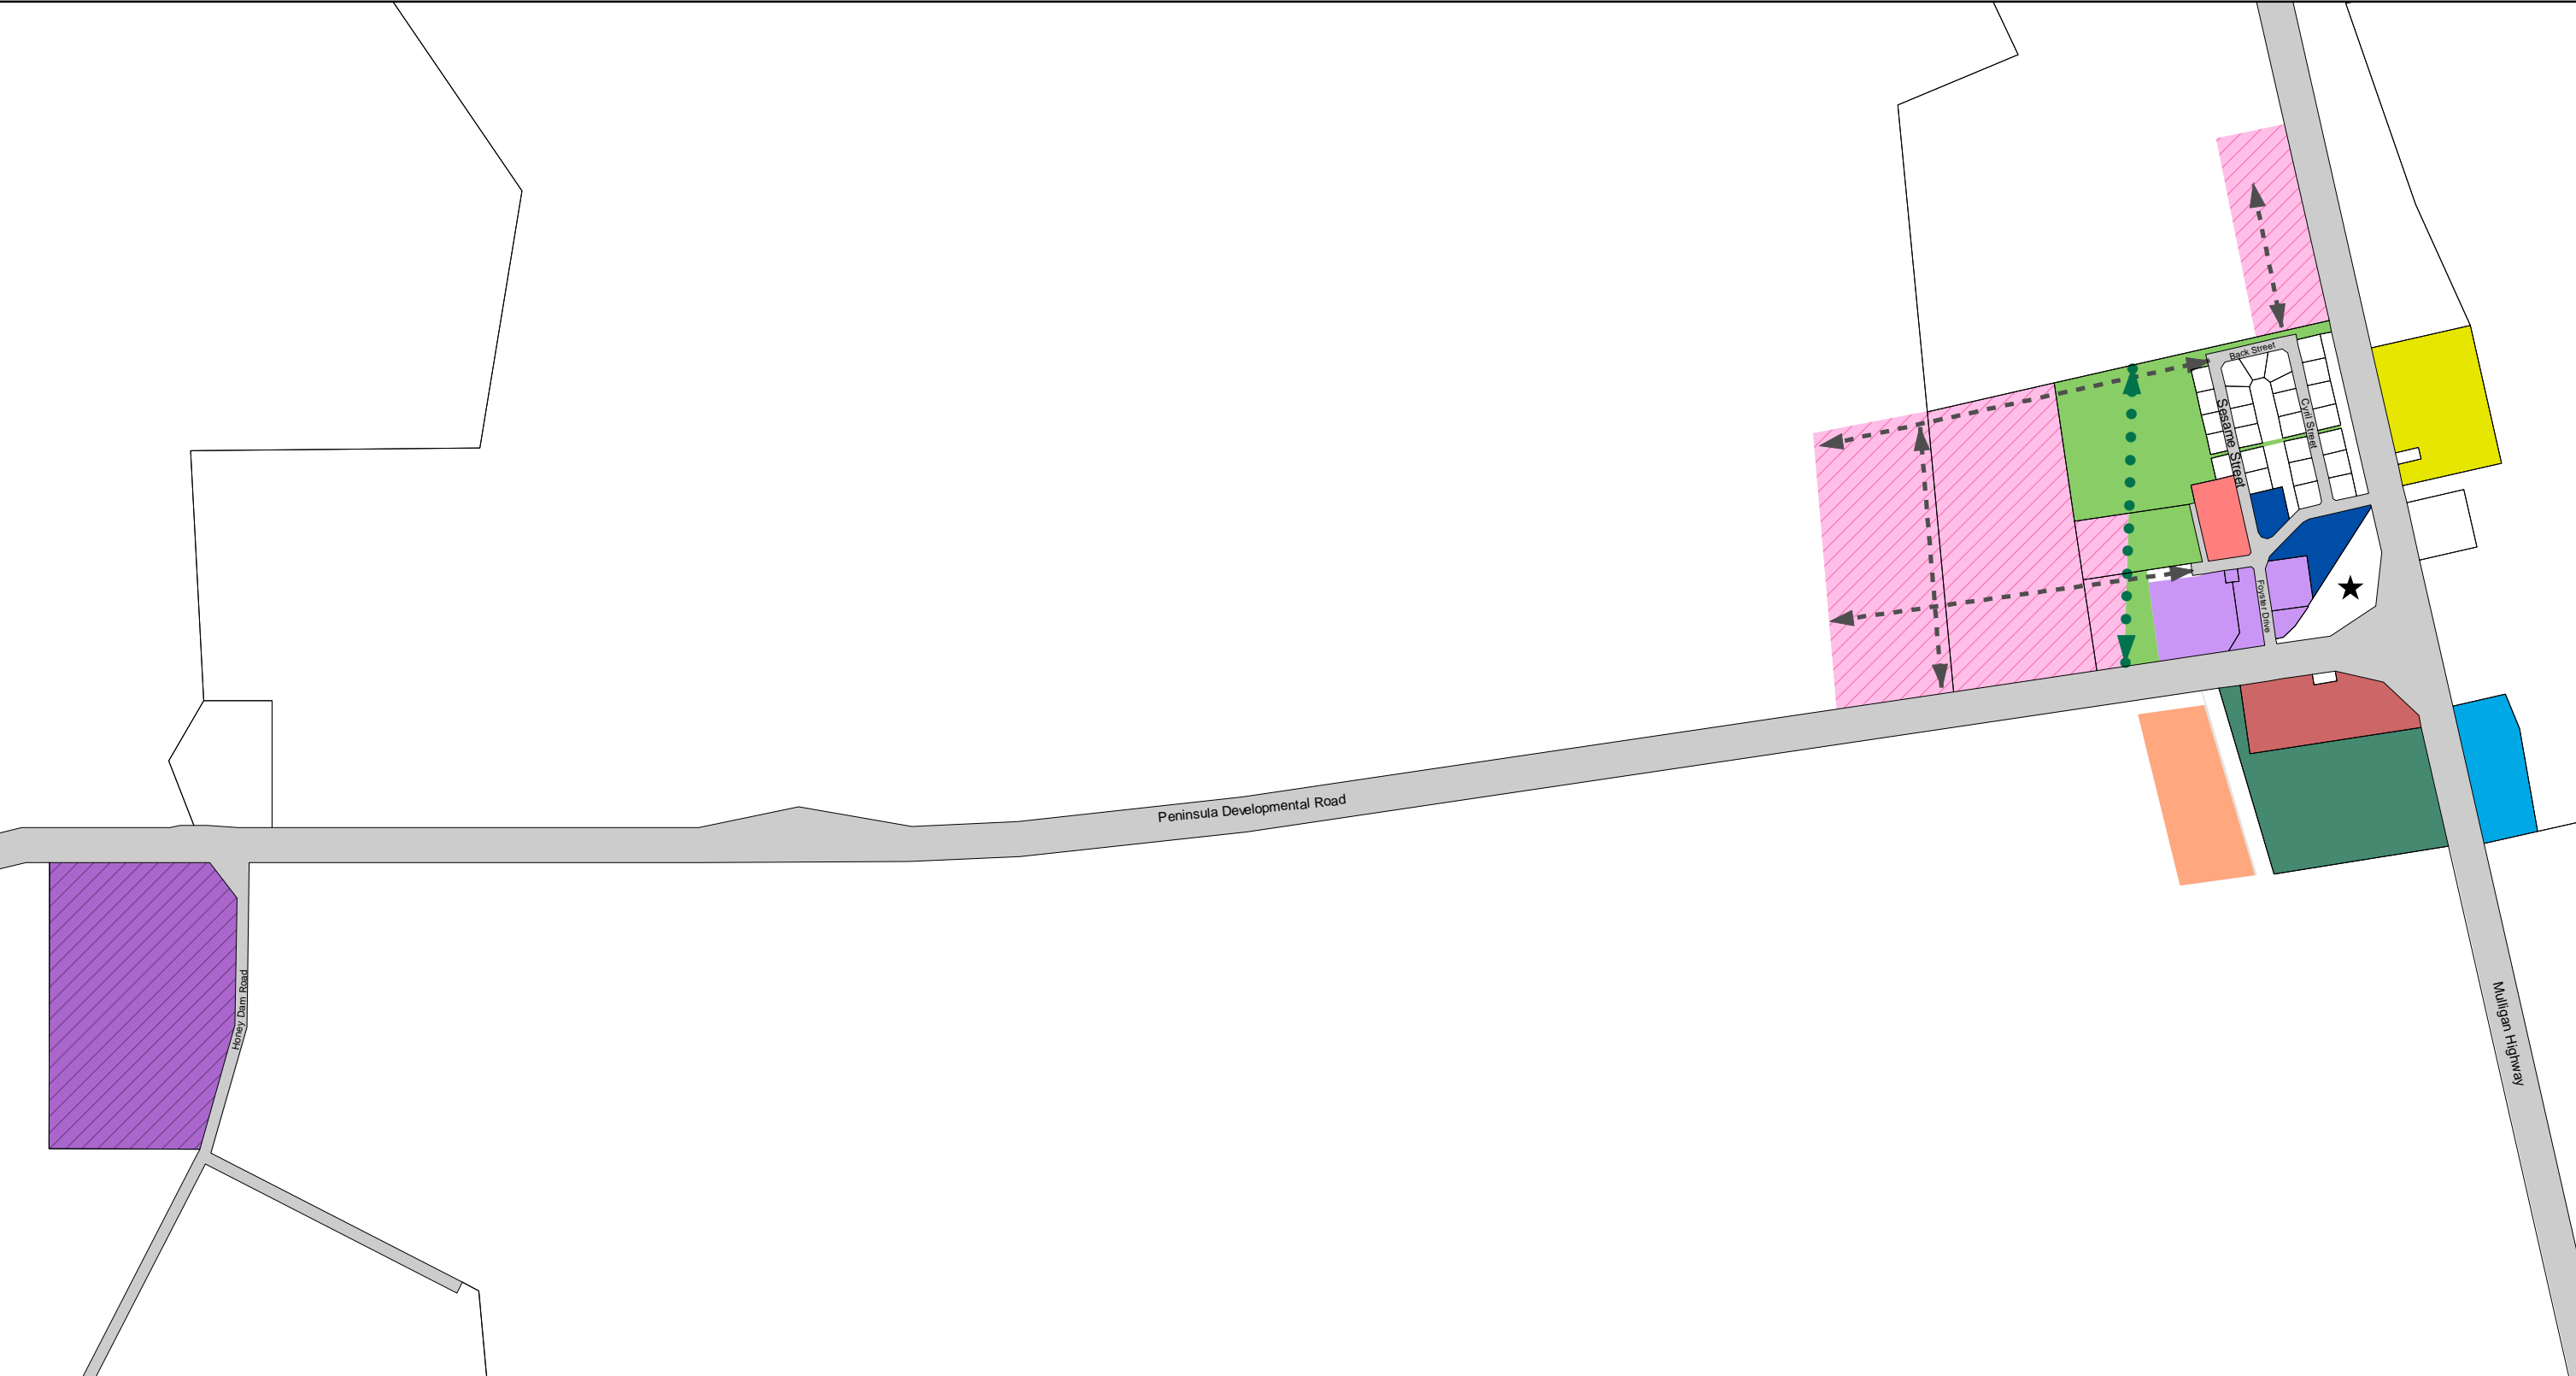 Back Street
Sesame Street
Cyril Street
Foyster Drive
Peninsula Developmental Road
Honey Dam Road
Mulligan Highway